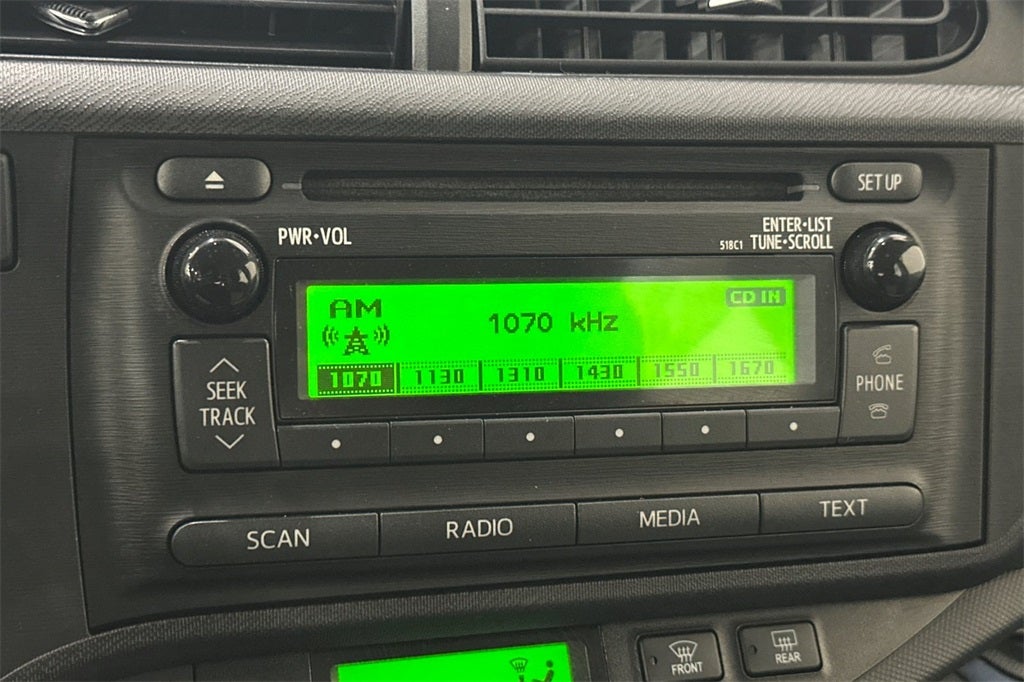 SET UP
PWR•VOL
ENTER•LIST
518C1 TUNE•SCROLL
AM
CD IN
1070 kHz
1070 1130 1310 1430 1550 1670
SEEK
TRACK
PHONE
SCAN RADIO MEDIA TEXT
FRONT
REAR